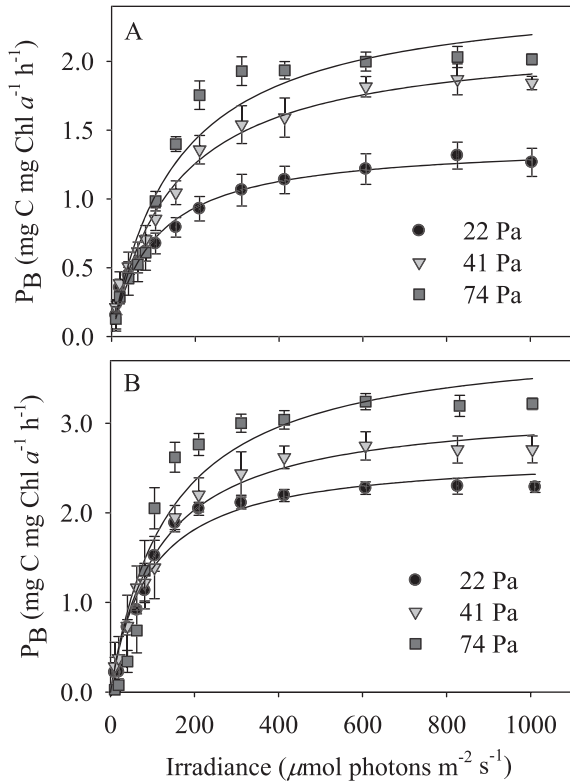 A
P_B (mg C mg Chl a⁻¹ h⁻¹)
2.0
1.5
1.0
0.5
0.0
22 Pa
41 Pa
74 Pa
B
P_B (mg C mg Chl a⁻¹ h⁻¹)
3.0
2.0
1.0
0.0
22 Pa
41 Pa
74 Pa
0 200 400 600 800 1000
Irradiance (μmol photons m⁻² s⁻¹)